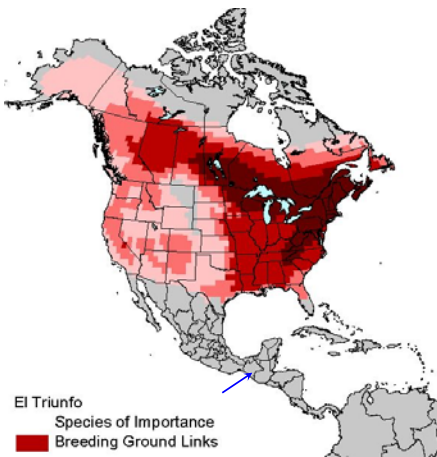 El Triunfo
Species of Importance
Breeding Ground Links